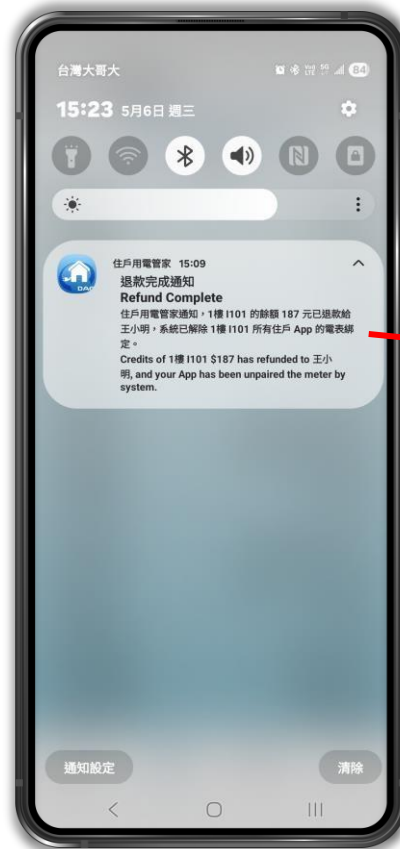 台灣大哥大
84
15:23 5月6日 週三
住戶用電管家 15:09
退款完成通知
Refund Complete
住戶用電管家通知，1樓 I101 的餘額 187 元已退款給
王小明，系統已解除 1樓 I101 所有住戶 App 的電表綁
定。
Credits of 1樓 I101 $187 has refunded to 王小
明, and your App has been unpaired the meter by
system.
通知設定
清除